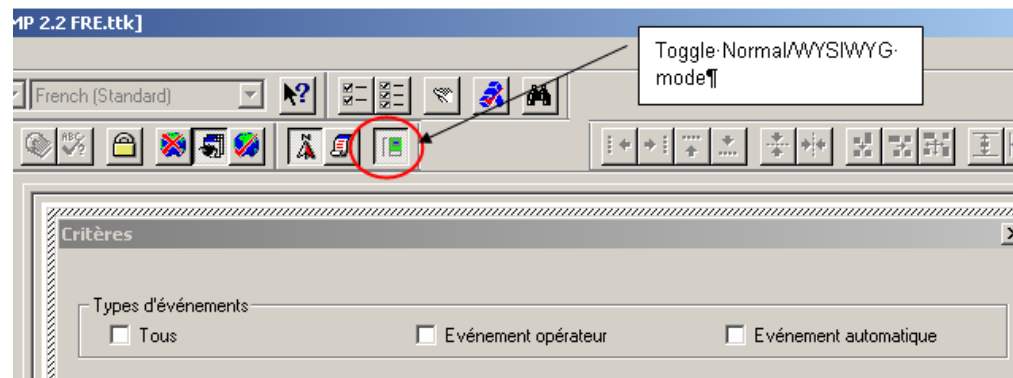 MP 2.2 FRE.ttk]
Toggle·Normal/WYSIWYG·
mode¶
French (Standard)
ABC
A
Critères
Types d'événements
Tous
Evénement opérateur
Evénement automatique